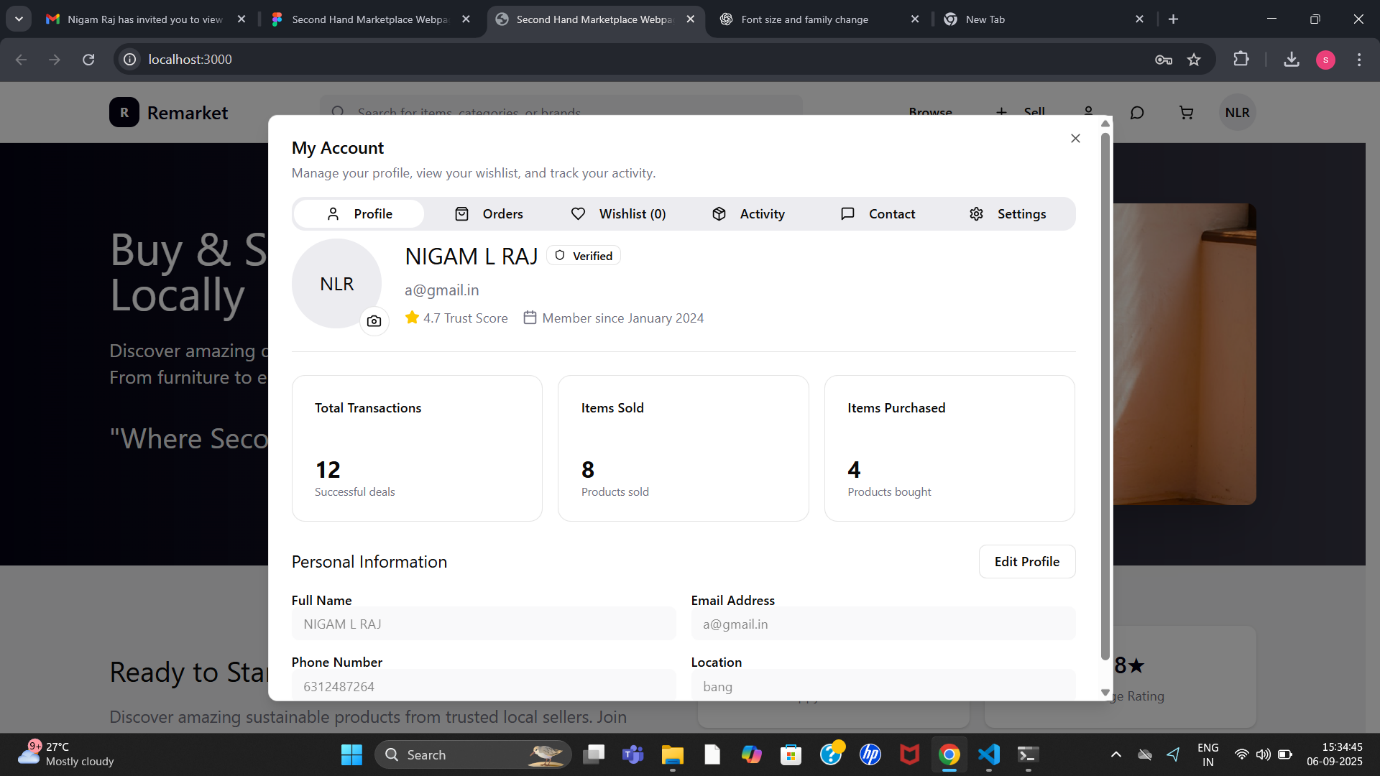 Nigam Raj has invited you to view
Second Hand Marketplace Webpa
Second Hand Marketplace Webpa
Font size and family change
New Tab
localhost:3000
S
R
Remarket
Search for items, categories, or brands
Browse
Sell
NLR
My Account
Manage your profile, view your wishlist, and track your activity.
Profile
Orders
Wishlist (0)
Activity
Contact
Settings
NLR
NIGAM L RAJ
Verified
a@gmail.in
4.7 Trust Score
Member since January 2024
Buy & S
Locally
Discover amazing
From furniture to e
"Where Seco
Total Transactions
12
Successful deals
Items Sold
8
Products sold
Items Purchased
4
Products bought
Personal Information
Edit Profile
Full Name
NIGAM L RAJ
Email Address
a@gmail.in
Phone Number
6312487264
Location
bang
Ready to Sta
Discover amazing sustainable products from trusted local sellers. Join
8★
ge Rating
9+
27°C
Mostly cloudy
Search
ENG
IN
15:34:45
06-09-2025